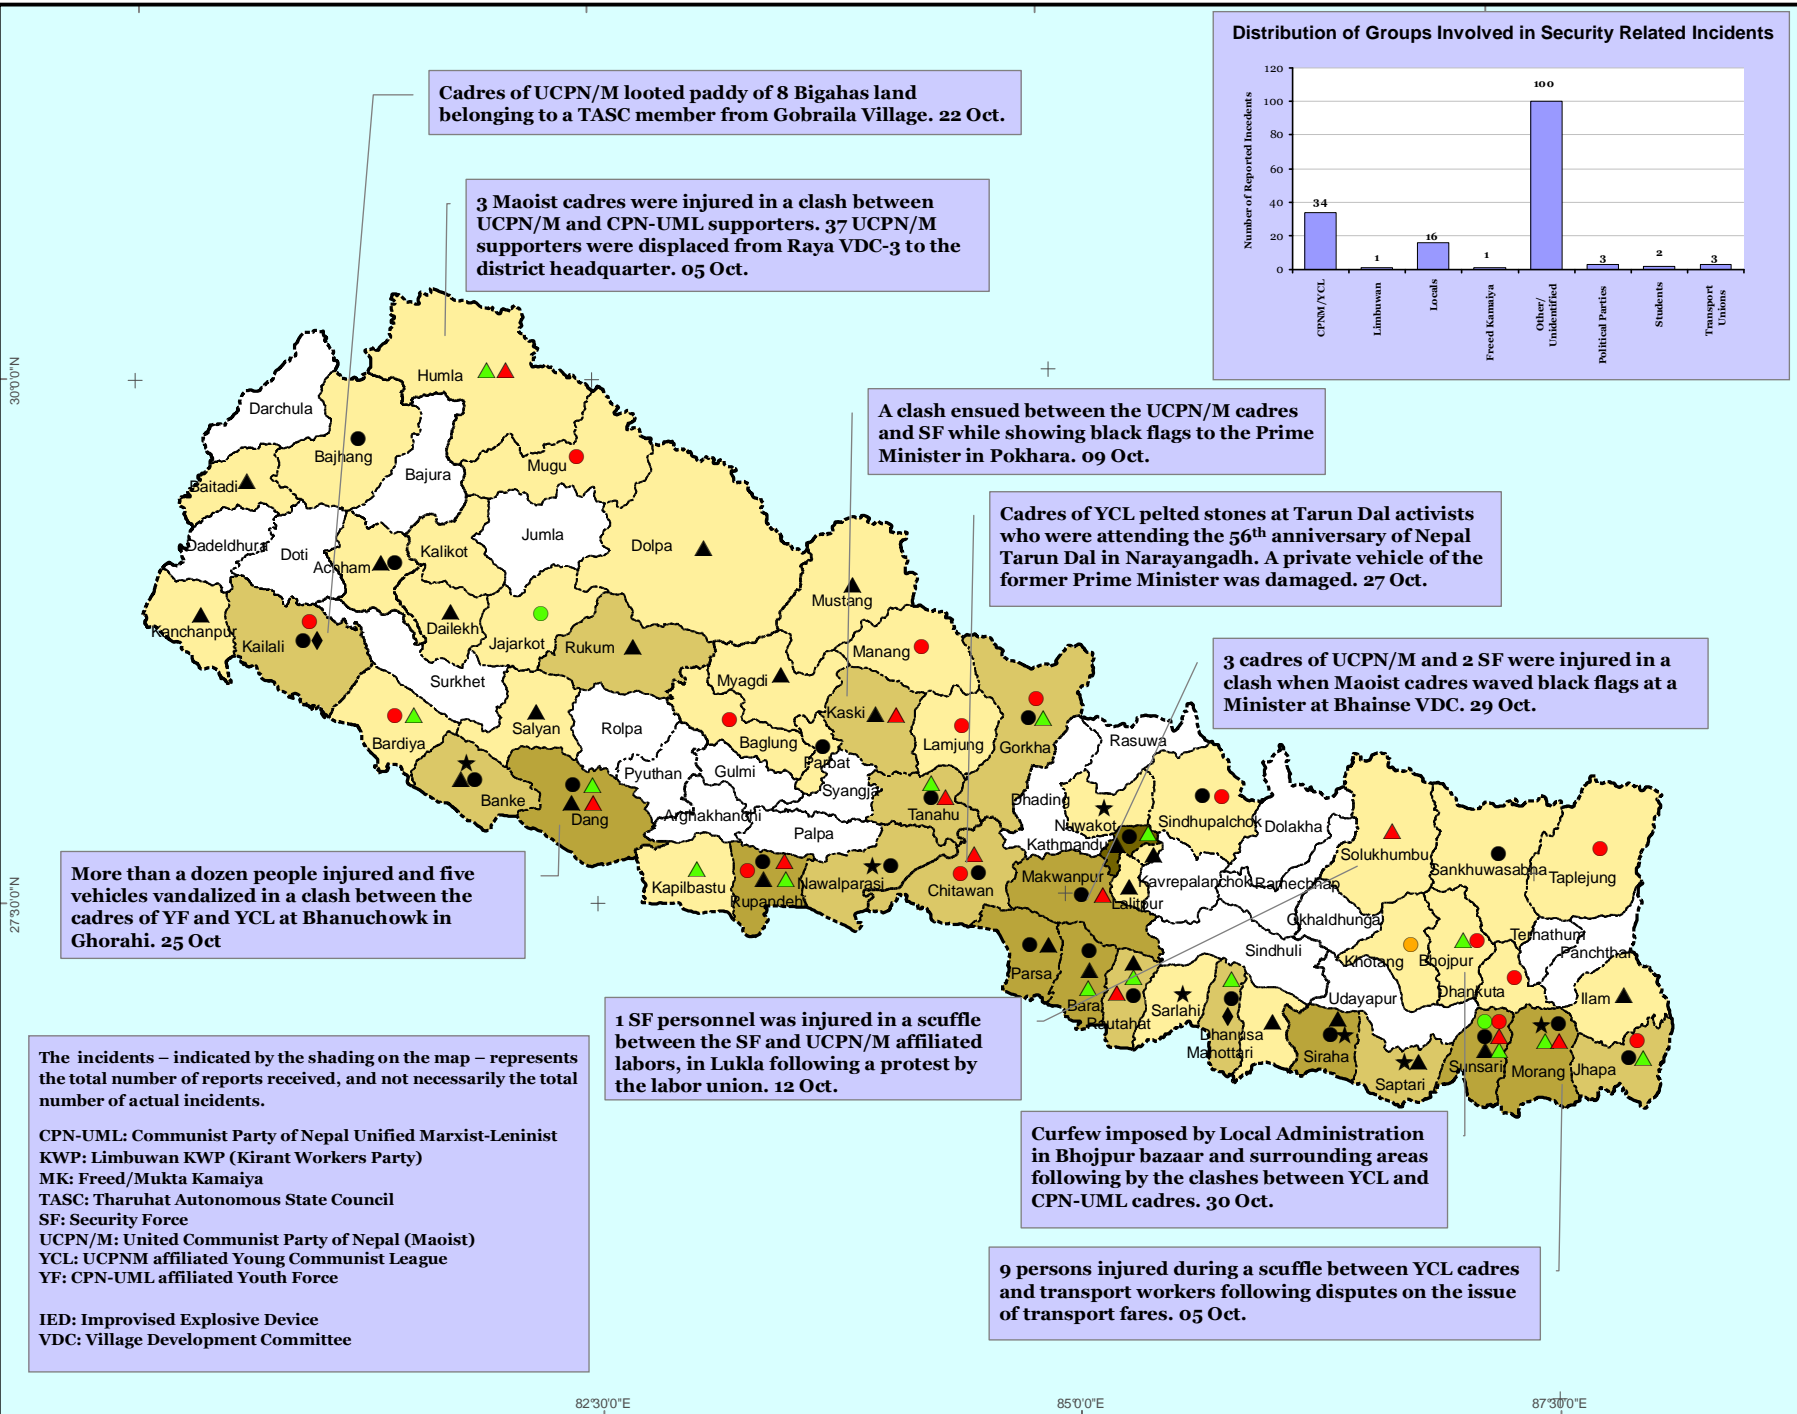 Distribution of Groups Involved in Security Related Incidents
Number of Reported Incedents
120
100
80
60
40
20
0
34
1
16
1
100
3
2
3
CPNM/YCL
Limbuwan
Locals
Freed Kamaiya
Other/
Unidentified
Political Parties
Students
Transport
Unions
Cadres of UCPN/M looted paddy of 8 Bigahas land
belonging to a TASC member from Gobraila Village. 22 Oct.
3 Maoist cadres were injured in a clash between
UCPN/M and CPN-UML supporters. 37 UCPN/M
supporters were displaced from Raya VDC-3 to the
district headquarter. 05 Oct.
A clash ensued between the UCPN/M cadres
and SF while showing black flags to the Prime
Minister in Pokhara. 09 Oct.
Cadres of YCL pelted stones at Tarun Dal activists
who were attending the 56th anniversary of Nepal
Tarun Dal in Narayangadh. A private vehicle of the
former Prime Minister was damaged. 27 Oct.
3 cadres of UCPN/M and 2 SF were injured in a
clash when Maoist cadres waved black flags at a
Minister at Bhainse VDC. 29 Oct.
30°0'0"N
27°30'0"N
Humla
Darchula
Bajhang
Mugu
Bajura
Baitadi
Jumla
Dadeldhura
Doti
Kalikot
Dolpa
Achham
Mustang
Kanchanpur
Kailali
Dailekh
Jajarkot
Rukum
Manang
Surkhet
Myagdi
Kaski
Bardiya
Salyan
Rolpa
Baglung
Lamjung
Gorkha
Rasuwa
Parbat
Pyuthan
Gulmi
Syangja
Banke
Dang
Arghakhanchi
Tanahu
Dhading
Nuwakot
Sindhupalchok
Dolakha
Palpa
Kathmandu
Solukhumbu
Sankhuwasabha
Taplejung
Kapilbastu
Rupandehi
Nawalparasi
Chitawan
Makwanpur
Kavrepalanchok
Ramechhap
Lalitpur
Okhaldhunga
Sindhuli
Khotang
Bhojpur
Terhathum
Panchthar
Parsa
Bara
Rautahat
Sarlahi
Udayapur
Dhankuta
Ilam
Dhanusa
Mahottari
Siraha
Saptari
Sunsari
Morang
Jhapa
More than a dozen people injured and five
vehicles vandalized in a clash between the
cadres of YF and YCL at Bhanuchowk in
Ghorahi. 25 Oct
1 SF personnel was injured in a scuffle
between the SF and UCPN/M affiliated
labors, in Lukla following a protest by
the labor union. 12 Oct.
Curfew imposed by Local Administration
in Bhojpur bazaar and surrounding areas
following by the clashes between YCL and
CPN-UML cadres. 30 Oct.
9 persons injured during a scuffle between YCL cadres
and transport workers following disputes on the issue
of transport fares. 05 Oct.
The incidents – indicated by the shading on the map – represents
the total number of reports received, and not necessarily the total
number of actual incidents.
CPN-UML: Communist Party of Nepal Unified Marxist-Leninist
KWP: Limbuwan KWP (Kirant Workers Party)
MK: Freed/Mukta Kamaiya
TASC: Tharuhat Autonomous State Council
SF: Security Force
UCPN/M: United Communist Party of Nepal (Maoist)
YCL: UCPNM affiliated Young Communist League
YF: CPN-UML affiliated Youth Force
IED: Improvised Explosive Device
VDC: Village Development Committee
82°30'0"E
85°0'0"E
87°30'0"E